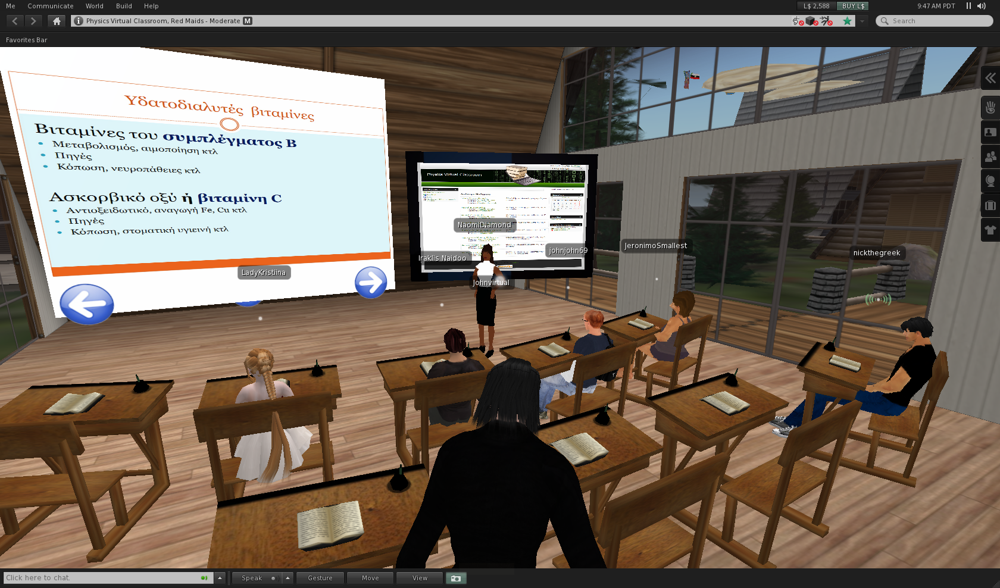 Me Communicate World Build Help
L$ 2,588 BUY L$ 9:47 AM PDT
Physics Virtual Classroom, Red Maids - Moderate M
Search
Favorites Bar
Υδατοδιαλυτές βιταμίνες
Βιταμίνες του συμπλέγματος Β
Μεταβολισμός, αιμοποίηση κτλ
Πηγές
Κόπωση, νευροπάθειες κτλ
Ασκορβικό οξύ ή βιταμίνη C
Αντιοξειδωτικό, αναγωγή Fe, Cu κτλ
Πηγές
Κόπωση, στοματική υγιεινή κτλ
Physics Virtual Classroom
NaomiDiamond
Iraklis Naidoo
johnjohn69
JeronimoSmallest
nickthegreek
LadyKristiina
Johnvirtual
Click here to chat.
Speak Gesture Move View